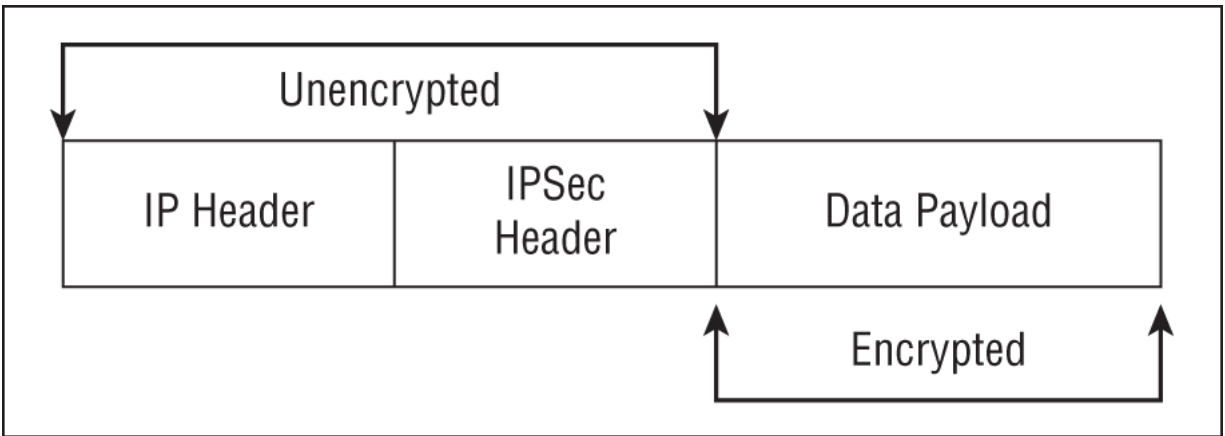 Unencrypted
IP Header
IPSec
Header
Data Payload
Encrypted